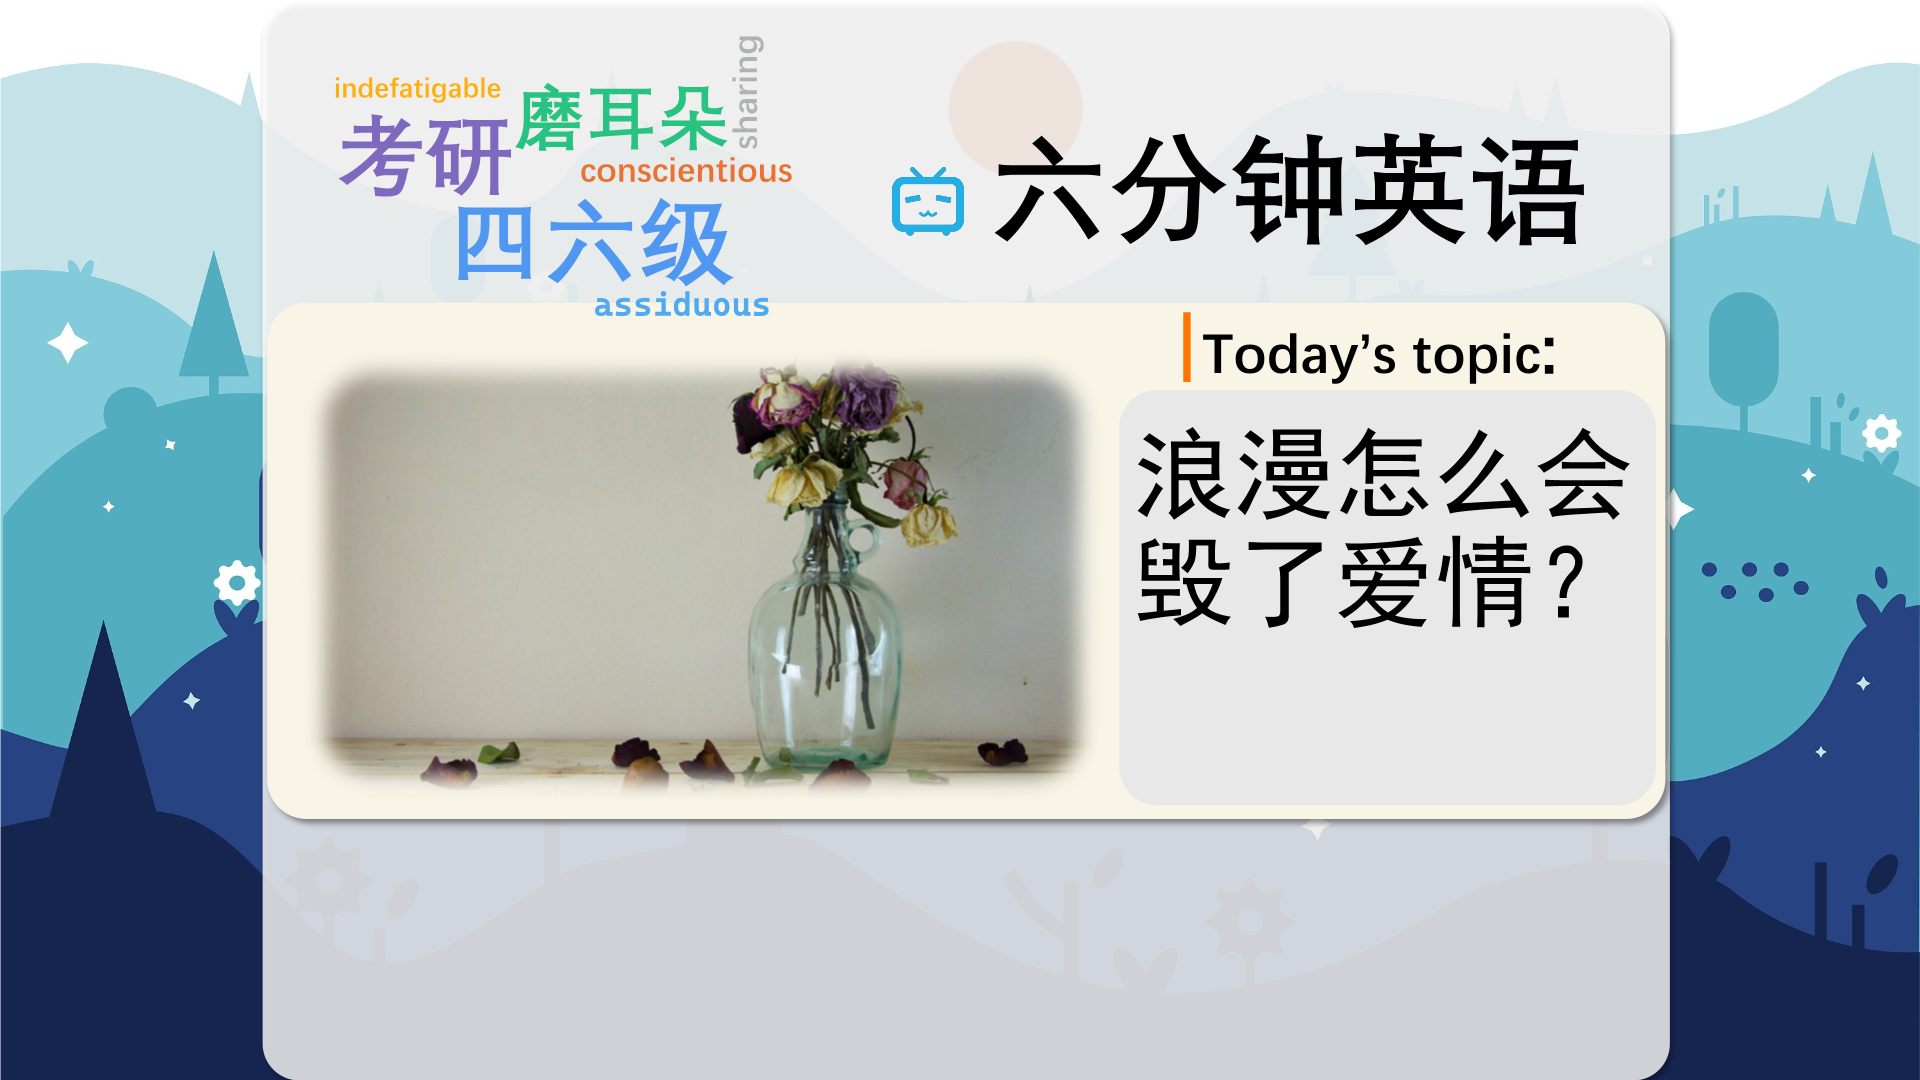 indefatigable
考研
磨耳朵
sharing
conscientious
四六级
assiduous
六分钟英语
Today’s topic:
浪漫怎么会
毁了爱情?